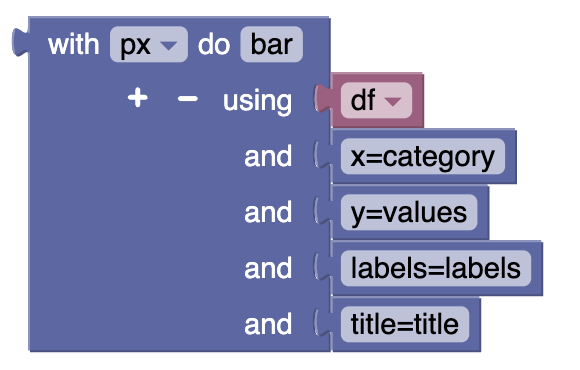 with px do bar
+ - using df
and x=category
and y=values
and labels=labels
and title=title